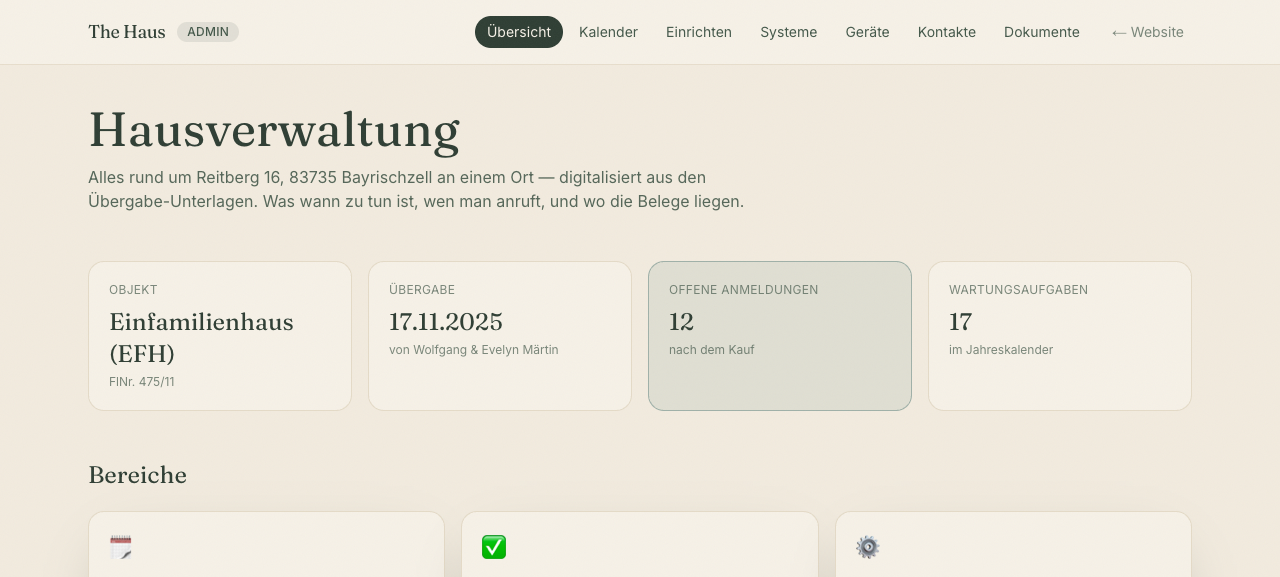 The Haus ADMIN Übersicht Kalender Einrichten Systeme Geräte Kontakte Dokumente ← Website
Hausverwaltung
Alles rund um Reitberg 16, 83735 Bayrischzell an einem Ort — digitalisiert aus den
Übergabe-Unterlagen. Was wann zu tun ist, wen man anruft, und wo die Belege liegen.
OBJEKT
Einfamilienhaus
(EFH)
FlNr. 475/11
ÜBERGABE
17.11.2025
von Wolfgang & Evelyn Märtin
OFFENE ANMELDUNGEN
12
nach dem Kauf
WARTUNGSAUFGABEN
17
im Jahreskalender
Bereiche